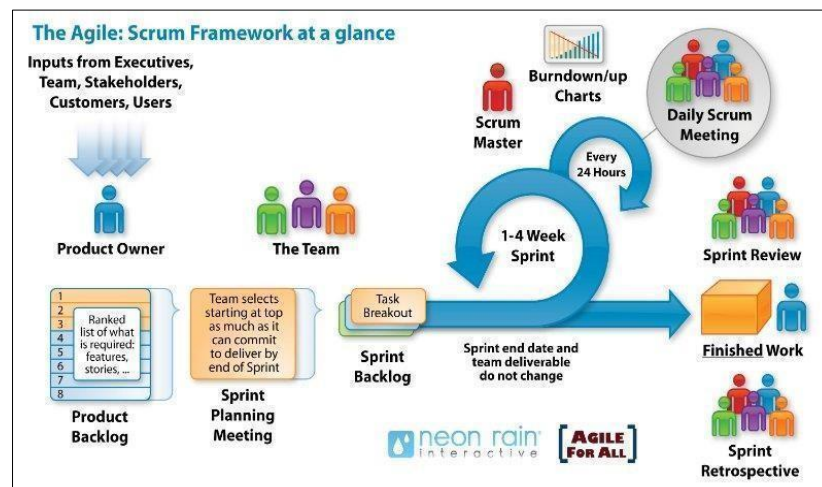 The Agile: Scrum Framework at a glance
Inputs from Executives,
Team, Stakeholders,
Customers, Users
Product Owner
The Team
Scrum
Master
Burndown/up
Charts
Daily Scrum
Meeting
Every
24 Hours
1-4 Week
Sprint
Sprint Review
1
2
3
4
5
6
7
8
Ranked
list of what
is required:
features,
stories, ...
Product
Backlog
Team selects
starting at top
as much as it
can commit
to deliver by
end of Sprint
Sprint
Planning
Meeting
Task
Breakout
Sprint
Backlog
Sprint end date and
team deliverable
do not change
Finished Work
Sprint
Retrospective
neon rain
interactive
AGILE
FOR ALL